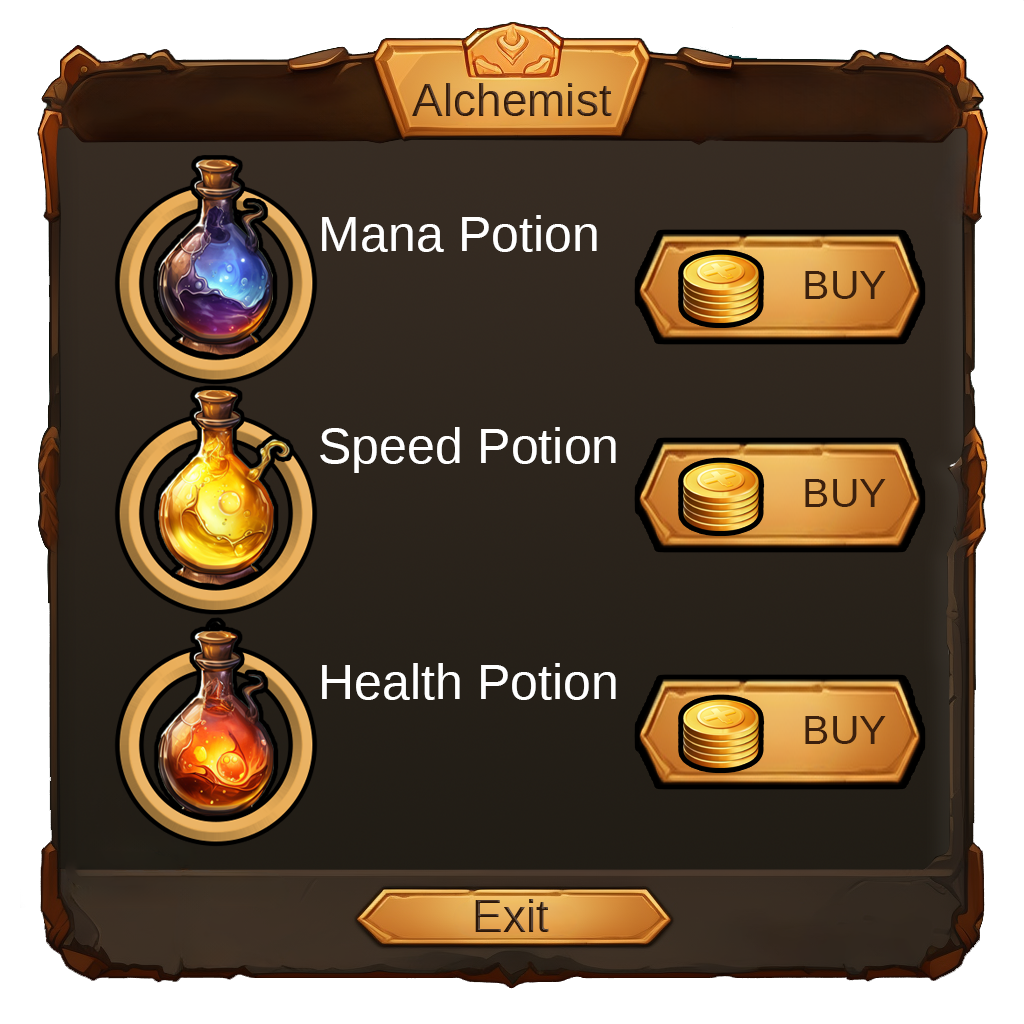 Alchemist
Mana Potion
BUY
Speed Potion
BUY
Health Potion
BUY
Exit